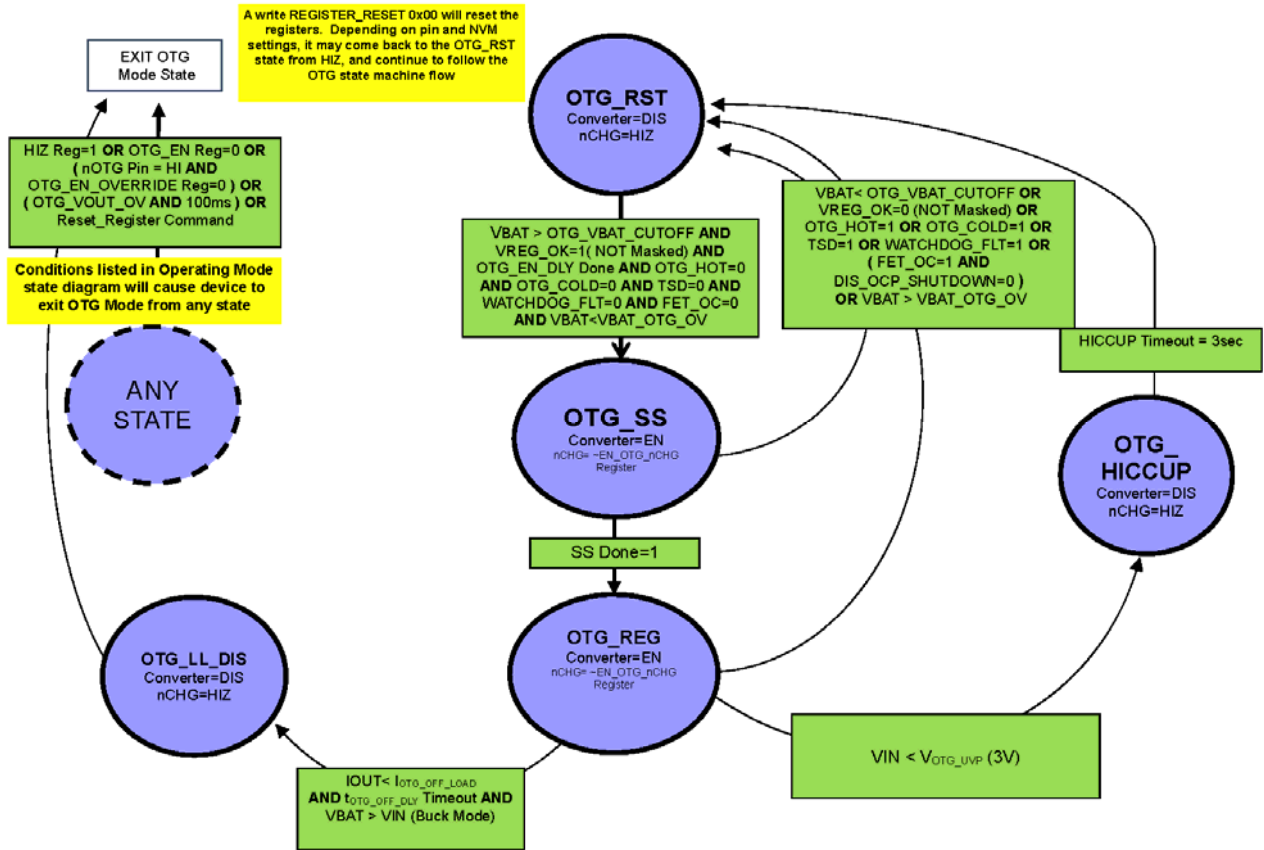 A write REGISTER_RESET 0x00 will reset the
registers. Depending on pin and NVM
settings, it may come back to the OTG_RST
state from HIZ, and continue to follow the
OTG state machine flow
EXIT OTG
Mode State
HIZ Reg=1 OR OTG_EN Reg=0 OR
( nOTG Pin = HI AND
OTG_EN_OVERRIDE Reg=0 ) OR
( OTG_VOUT_OV AND 100ms ) OR
Reset_Register Command
Conditions listed in Operating Mode
state diagram will cause device to
exit OTG Mode from any state
ANY
STATE
OTG_RST
Converter=DIS
nCHG=HIZ
VBAT > OTG_VBAT_CUTOFF AND
VREG_OK=1( NOT Masked) AND
OTG_EN_DLY Done AND OTG_HOT=0
AND OTG_COLD=0 AND TSD=0 AND
WATCHDOG_FLT=0 AND FET_OC=0
AND VBAT<VBAT_OTG_OV
VBAT< OTG_VBAT_CUTOFF OR
VREG_OK=0 (NOT Masked) OR
OTG_HOT=1 OR OTG_COLD=1 OR
TSD=1 OR WATCHDOG_FLT=1 OR
( FET_OC=1 AND
DIS_OCP_SHUTDOWN=0 )
OR VBAT > VBAT_OTG_OV
HICCUP Timeout = 3sec
OTG_SS
Converter=EN
nCHG= ~EN_OTG_nCHG
Register
OTG_
HICCUP
Converter=DIS
nCHG=HIZ
SS Done=1
OTG_REG
Converter=EN
nCHG= ~EN_OTG_nCHG
Register
OTG_LL_DIS
Converter=DIS
nCHG=HIZ
IOUT< IOTG_OFF_LOAD
AND tOTG_OFF_DLY Timeout AND
VBAT > VIN (Buck Mode)
VIN < VOTG_UVP (3V)